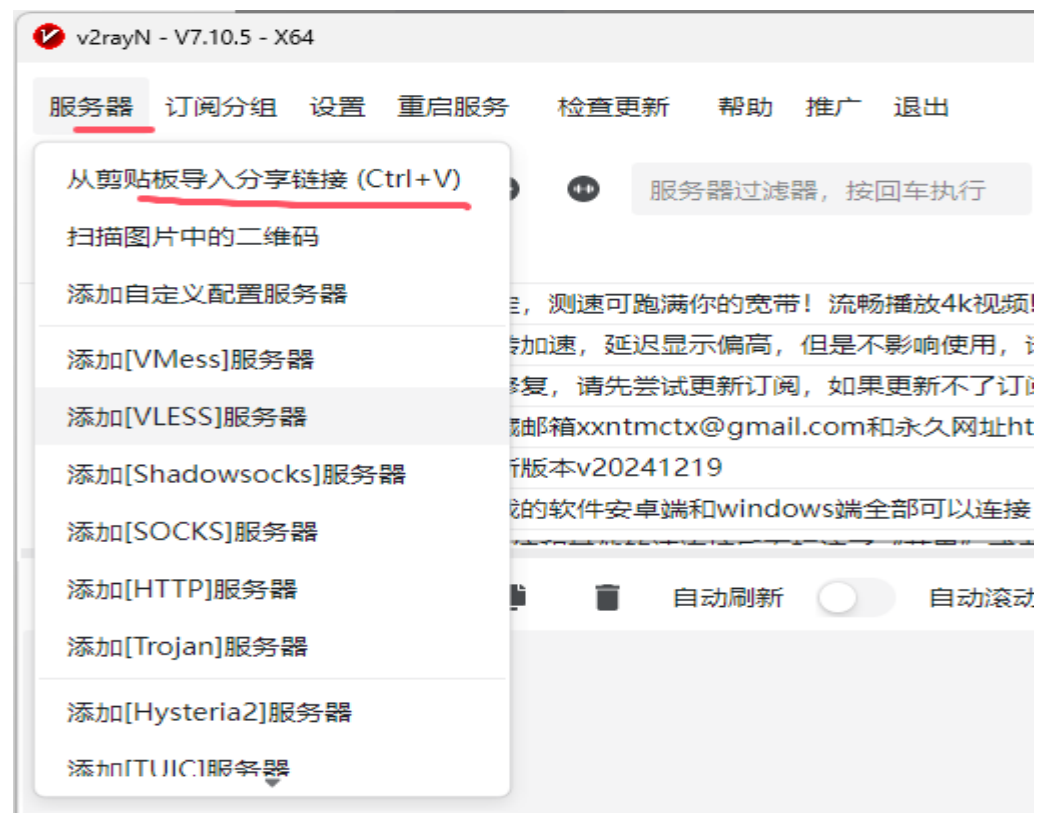 v2rayN - V7.10.5 - X64
服务器 订阅分组 设置 重启服务 检查更新 帮助 推广 退出
从剪贴板导入分享链接 (Ctrl+V)
服务器过滤器，按回车执行
扫描图片中的二维码
添加自定义配置服务器
，测速可跑满你的宽带！流畅播放4k视频!
加速，延迟显示偏高，但是不影响使用，
添加[VMess]服务器
复，请先尝试更新订阅，如果更新不了订
添加[VLESS]服务器
邮箱xxntmctx@gmail.com和永久网址ht
添加[Shadowsocks]服务器
版本v20241219
的软件安卓端和windows端全部可以连接
添加[SOCKS]服务器
添加[HTTP]服务器
自动刷新 自动滚动
添加[Trojan]服务器
添加[Hysteria2]服务器
添加[TUIC]服务器